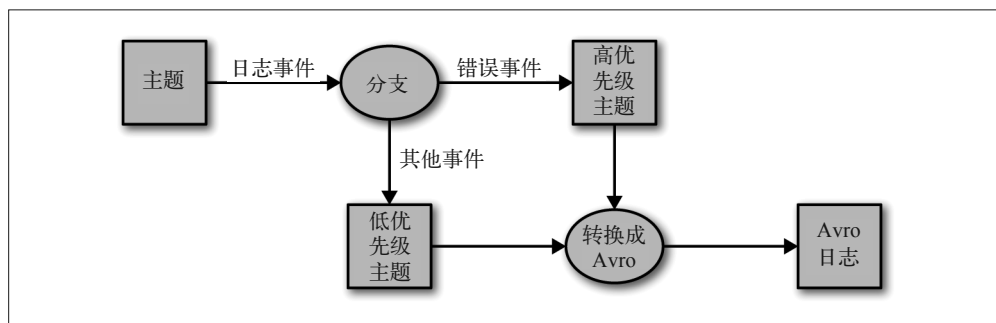 主题
日志事件
分支
错误事件
高优
先级
主题
其他事件
低优
先级
主题
转换成
Avro
Avro
日志